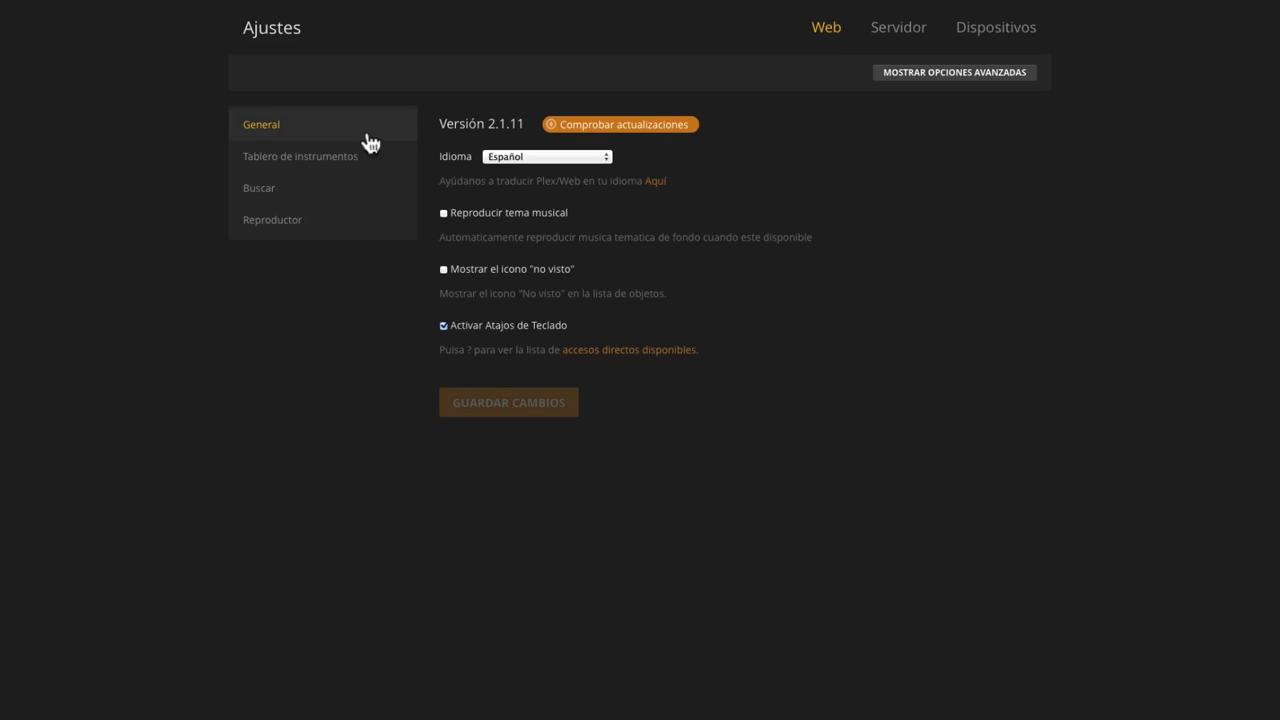 Ajustes
Web Servidor Dispositivos
MOSTRAR OPCIONES AVANZADAS
General
Tablero de instrumentos
Buscar
Reproductor
Versión 2.1.11 Comprobar actualizaciones
Idioma Español
Ayúdanos a traducir Plex/Web en tu idioma Aquí
Reproducir tema musical
Automaticamente reproducir musica tematica de fondo cuando este disponible
Mostrar el icono "no visto"
Mostrar el icono "No visto" en la lista de objetos.
Activar Atajos de Teclado
Pulsa ? para ver la lista de accesos directos disponibles.
GUARDAR CAMBIOS